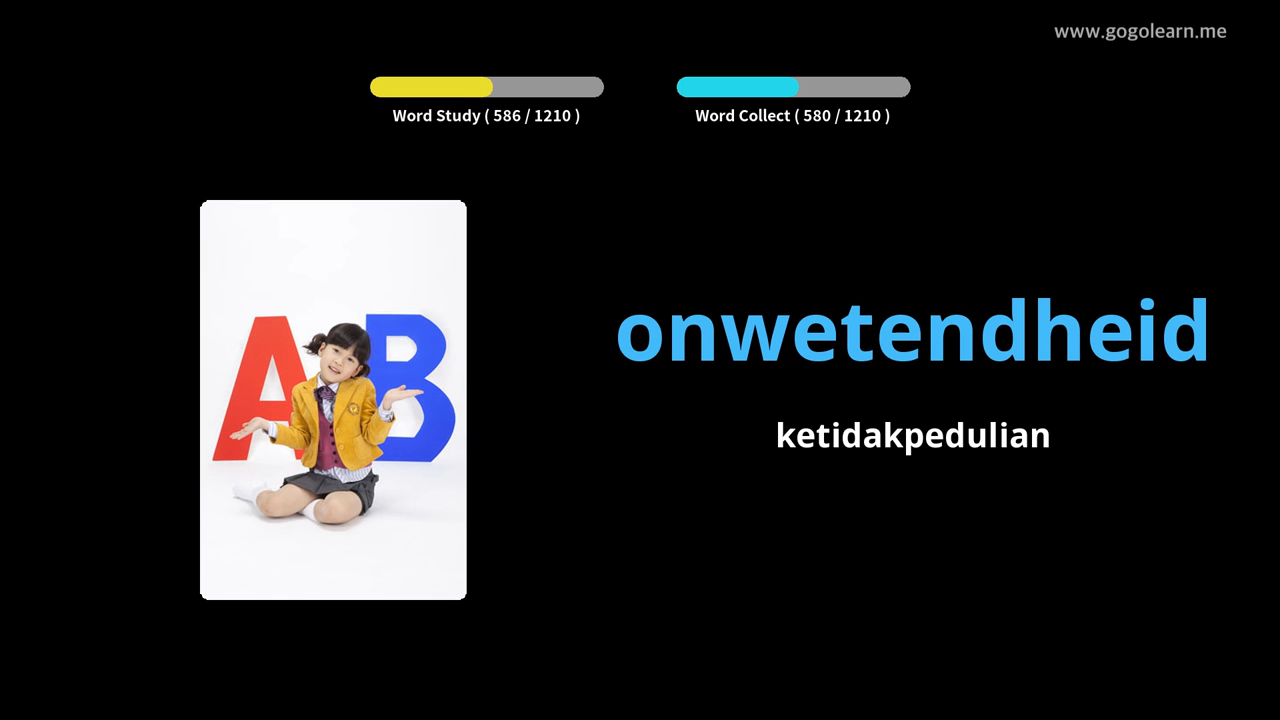 www.gogolearn.me
Word Study ( 586 / 1210 )
Word Collect ( 580 / 1210 )
A B
onwetendheid
ketidakpedulian